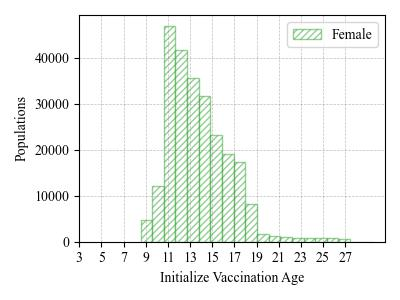 Female
Populations
40000
30000
20000
10000
0
3 5 7 9 11 13 15 17 19 21 23 25 27
Initialize Vaccination Age